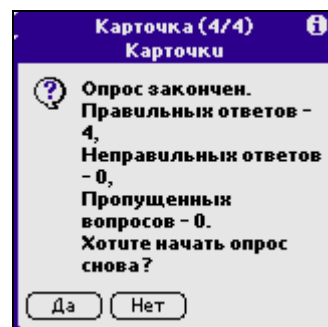 Карточка (4/4)
Карточки
Опрос закончен.
Правильных ответов -
4,
Неправильных ответов
- 0,
Пропущенных
вопросов - 0.
Хотите начать опрос
снова?
Да Нет